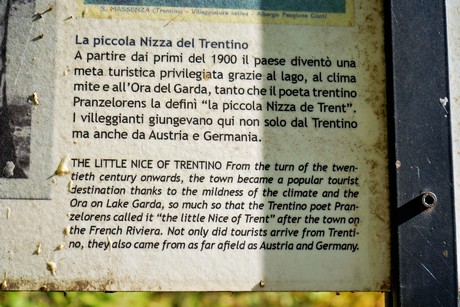 S. MASSENZA (Trentino) - Villeggiatura estiva - Albergo Pensione Giotti
La piccola Nizza del Trentino
A partire dai primi del 1900 il paese diventò una
meta turistica privilegiata grazie al lago, al clima
mite e all'Ora del Garda, tanto che il poeta trentino
Pranzelorens la definì "la piccola Nizza de Trent".
I villeggianti giungevano qui non solo dal Trentino
ma anche da Austria e Germania.
THE LITTLE NICE OF TRENTINO From the turn of the twen-
tieth century onwards, the town became a popular tourist
destination thanks to the mildness of the climate and the
Ora on Lake Garda, so much so that the Trentino poet Pran-
zelorens called it "the little Nice of Trent" after the town on
the French Riviera. Not only did tourists arrive from Trenti-
no, they also came from as far afield as Austria and Germany.